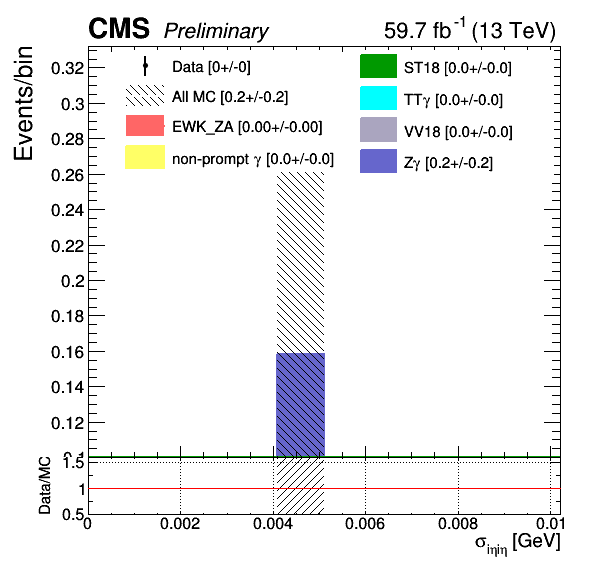 CMS Preliminary 59.7 fb⁻¹ (13 TeV)
Events/bin
Data [0+/-0]
All MC [0.2+/-0.2]
EWK_ZA [0.00+/-0.00]
non-prompt γ [0.0+/-0.0]
ST18 [0.0+/-0.0]
TTγ [0.0+/-0.0]
VV18 [0.0+/-0.0]
Zγ [0.2+/-0.2]
0.32
0.3
0.28
0.26
0.24
0.22
0.2
0.18
0.16
0.14
0.12
Data/MC
1.5
1
0.5
0 0.002 0.004 0.006 0.008 0.01
σiηiη [GeV]